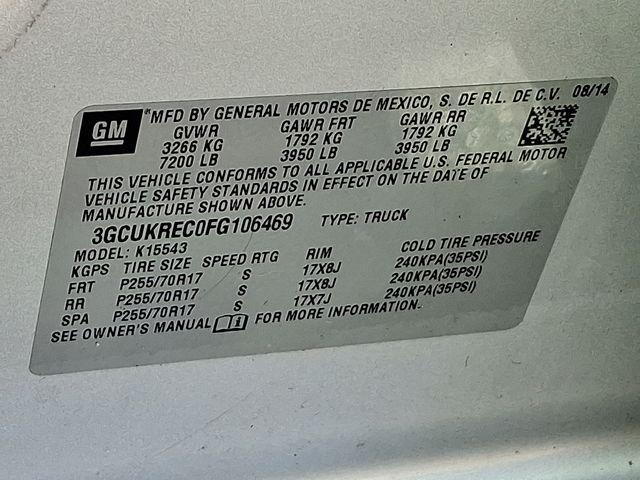 GM
*MFD BY GENERAL MOTORS DE MEXICO, S. DE R.L. DE C.V. 08/14
GVWR GAWR FRT GAWR RR
3266 KG 1792 KG 1792 KG
7200 LB 3950 LB 3950 LB
THIS VEHICLE CONFORMS TO ALL APPLICABLE U.S. FEDERAL MOTOR
VEHICLE SAFETY STANDARDS IN EFFECT ON THE DATE OF
MANUFACTURE SHOWN ABOVE.
3GCUKREC0FG106469 TYPE: TRUCK
MODEL: K15543
KGPS TIRE SIZE SPEED RTG RIM COLD TIRE PRESSURE
FRT P255/70R17 S 17X8J 240KPA(35PSI)
RR P255/70R17 S 17X8J 240KPA(35PSI)
SPA P255/70R17 S 17X7J 240KPA(35PSI)
SEE OWNER'S MANUAL FOR MORE INFORMATION.